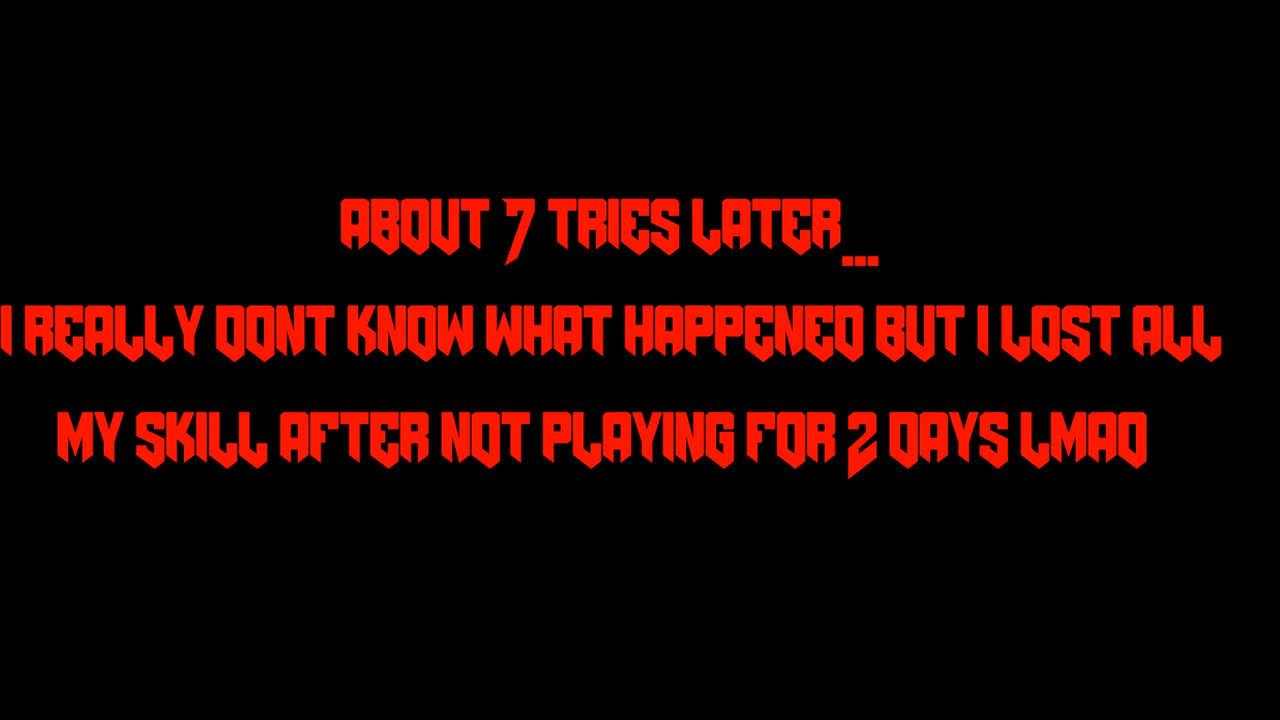 ABOUT 7 TRIES LATER...
I REALLY DONT KNOW WHAT HAPPENED BUT I LOST ALL
MY SKILL AFTER NOT PLAYING FOR 2 DAYS LMAO